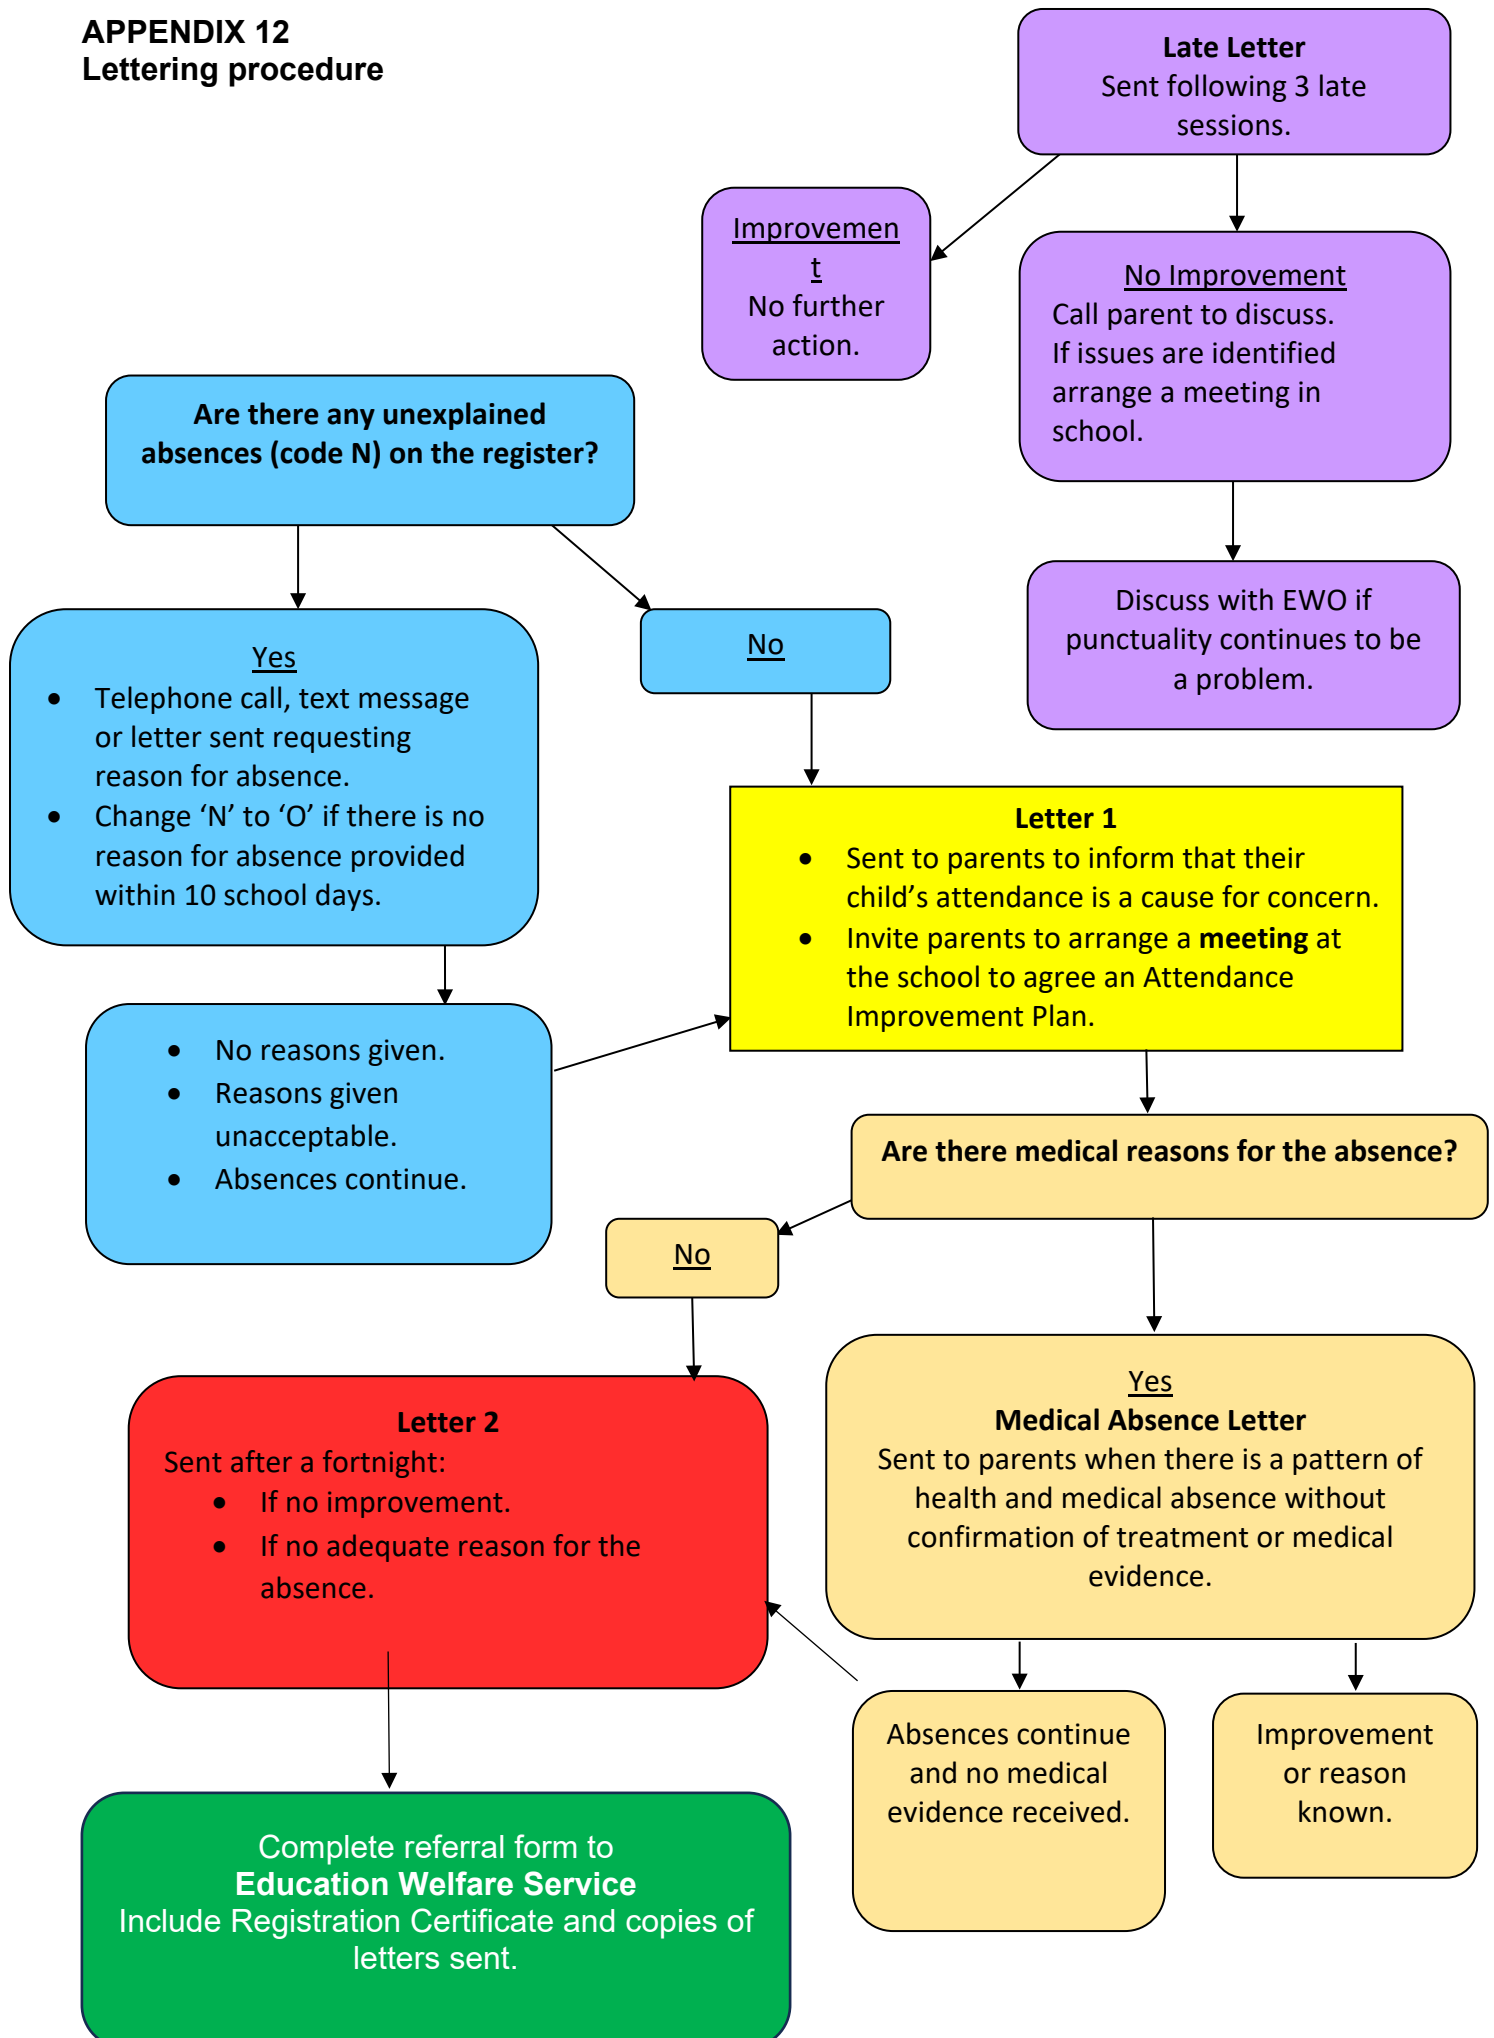 APPENDIX 12
Lettering procedure
Late Letter
Sent following 3 late
sessions.
Improvemen
t
No further
action.
No Improvement
Call parent to discuss.
If issues are identified
arrange a meeting in
school.
Discuss with EWO if
punctuality continues to be
a problem.
Are there any unexplained
absences (code N) on the register?
Yes
• Telephone call, text message
or letter sent requesting
reason for absence.
• Change ‘N’ to ‘O’ if there is no
reason for absence provided
within 10 school days.
No
• No reasons given.
• Reasons given
unacceptable.
• Absences continue.
Letter 1
• Sent to parents to inform that their
child’s attendance is a cause for concern.
• Invite parents to arrange a meeting at
the school to agree an Attendance
Improvement Plan.
Are there medical reasons for the absence?
No
Yes
Medical Absence Letter
Sent to parents when there is a pattern of
health and medical absence without
confirmation of treatment or medical
evidence.
Letter 2
Sent after a fortnight:
• If no improvement.
• If no adequate reason for the
absence.
Absences continue
and no medical
evidence received.
Improvement
or reason
known.
Complete referral form to
Education Welfare Service
Include Registration Certificate and copies of
letters sent.